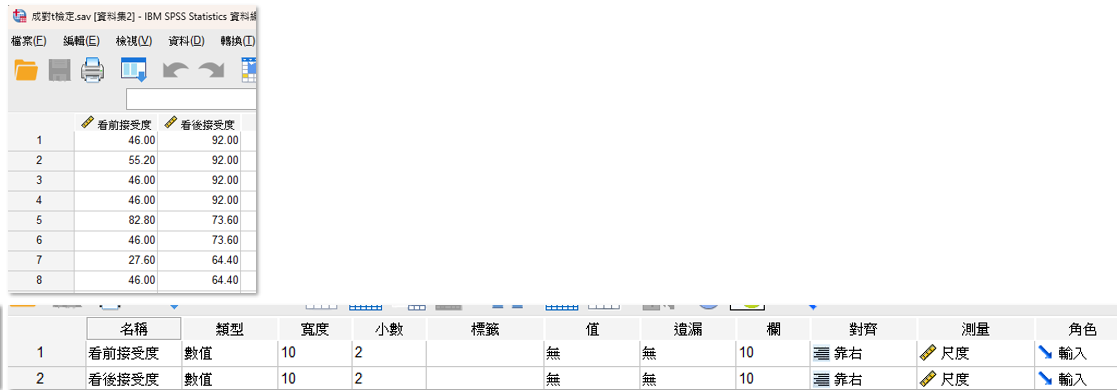 成對t檢定.sav [資料集2] - IBM SPSS Statistics 資料編
檔案(F) 編輯(E) 檢視(V) 資料(D) 轉換(T)
看前接受度 看後接受度
1 46.00 92.00
2 55.20 92.00
3 46.00 92.00
4 46.00 92.00
5 82.80 73.60
6 46.00 73.60
7 27.60 64.40
8 46.00 64.40
名稱 類型 寬度 小數 標籤 值 遺漏 欄 對齊 測量 角色
1 看前接受度 數值 10 2 無 無 10 靠右 尺度 輸入
2 看後接受度 數值 10 2 無 無 10 靠右 尺度 輸入